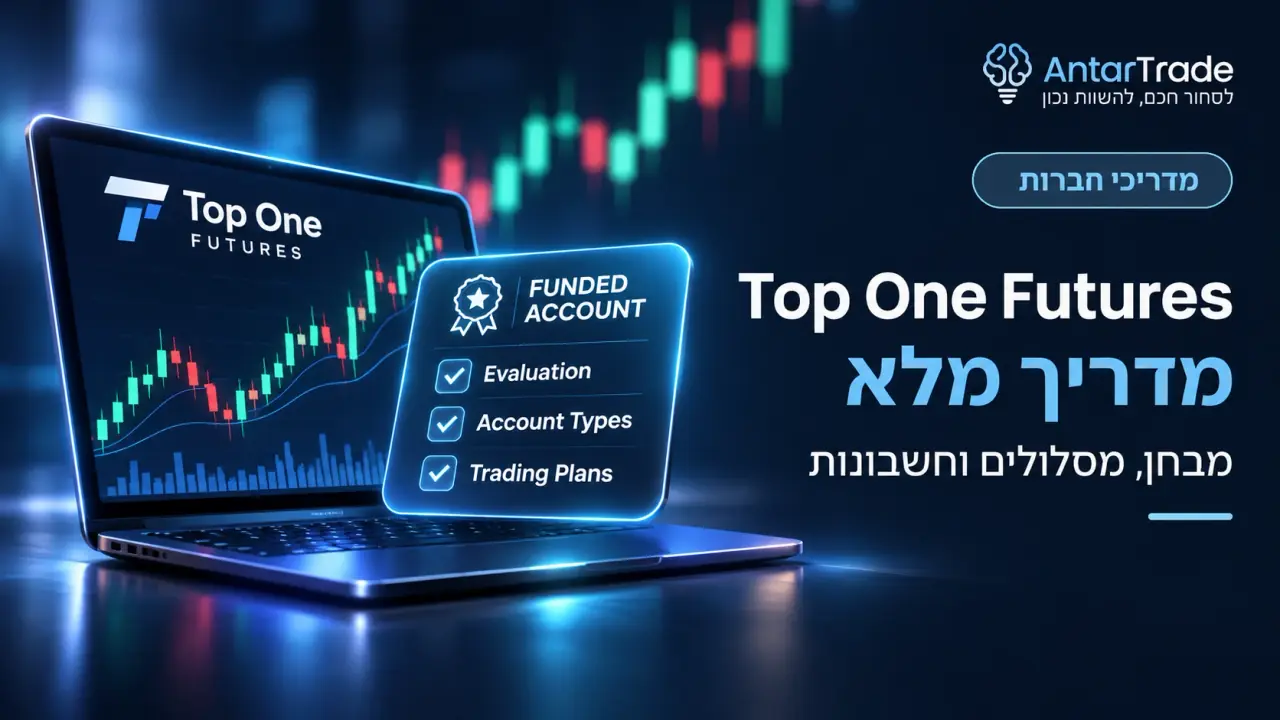 AntarTrade
לסחור חכם, להשוות נכון
מדריכי חברות
Top One Futures
מדריך מלא
מבחן, מסלולים וחשבונות
Top One
FUTURES
FUNDED
ACCOUNT
Evaluation
Account Types
Trading Plans